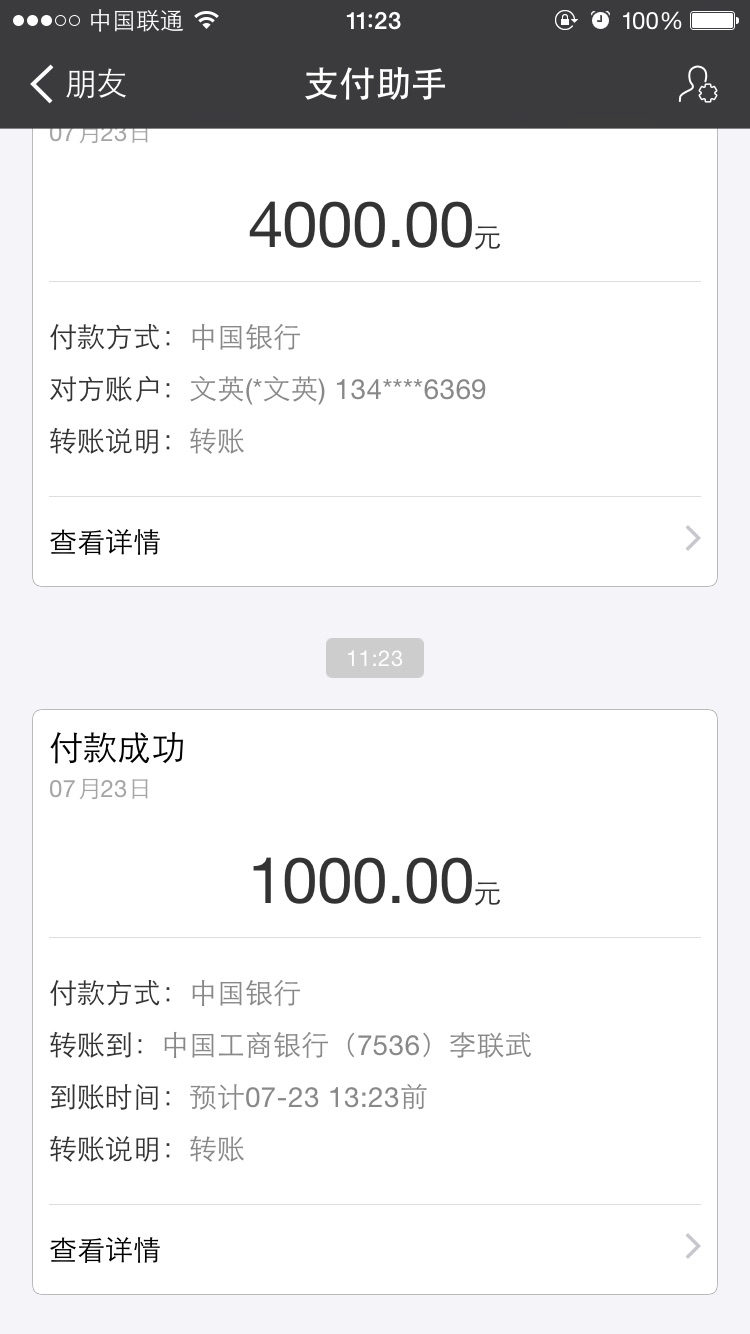 中国联通 11:23 100%
朋友 支付助手
07月23日
4000.00元
付款方式：中国银行
对方账户：文英(*文英) 134****6369
转账说明：转账
查看详情
11:23
付款成功
07月23日
1000.00元
付款方式：中国银行
转账到：中国工商银行（7536）李联武
到账时间：预计07-23 13:23前
转账说明：转账
查看详情